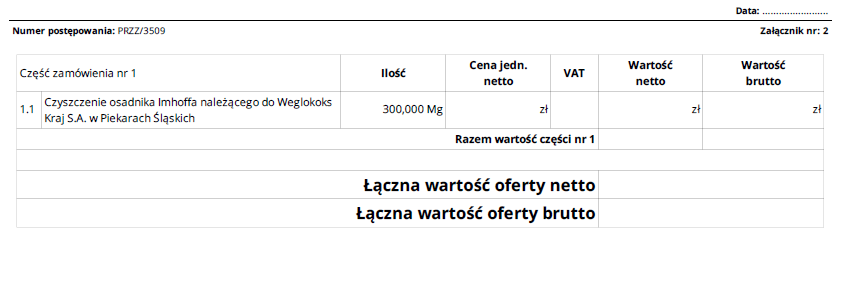 Data: ........................
Numer postępowania: PRZZ/3509 Załącznik nr: 2
Część zamówienia nr 1 Ilość Cena jedn. netto VAT Wartość netto Wartość brutto
1.1 Czyszczenie osadnika Imhoffa należącego do Weglokoks
Kraj S.A. w Piekarach Śląskich 300,000 Mg zł zł zł
Razem wartość części nr 1
Łączna wartość oferty netto
Łączna wartość oferty brutto